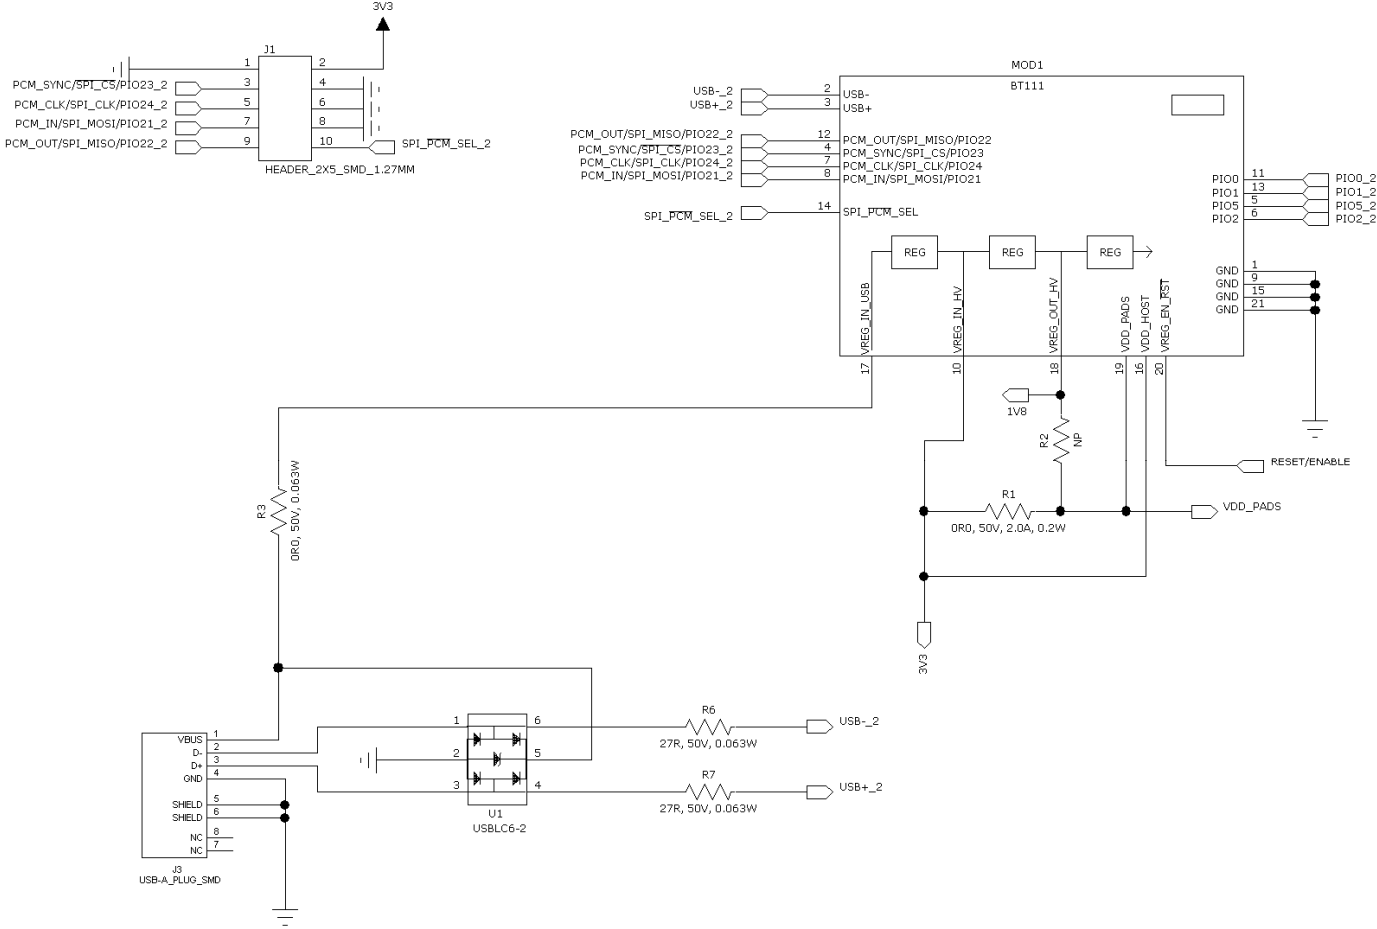 3V3
J1
1
2
PCM_SYNC/SPI_CS/PIO23_2
3
4
PCM_CLK/SPI_CLK/PIO24_2
5
6
PCM_IN/SPI_MOSI/PIO21_2
7
8
PCM_OUT/SPI_MISO/PIO22_2
9
10
SPI_PCM_SEL_2
HEADER_2X5_SMD_1.27MM
MOD1
BT111
USB-_2
2
USB-
USB+_2
3
USB+
PCM_OUT/SPI_MISO/PIO22_2
12
PCM_OUT/SPI_MISO/PIO22
PCM_SYNC/SPI_CS/PIO23_2
4
PCM_SYNC/SPI_CS/PIO23
PCM_CLK/SPI_CLK/PIO24_2
7
PCM_CLK/SPI_CLK/PIO24
PCM_IN/SPI_MOSI/PIO21_2
8
PCM_IN/SPI_MOSI/PIO21
SPI_PCM_SEL_2
14
SPI_PCM_SEL
PIO0
11
PIO0_2
PIO1
13
PIO1_2
PIO5
5
PIO5_2
PIO2
6
PIO2_2
REG
REG
REG
GND
1
GND
9
GND
15
GND
21
VREG_IN_USB
VREG_IN_HV
VREG_OUT_HV
VDD_PADS
VDD_HOST
VREG_EN_RST
17
10
18
19
16
20
1V8
R2
NP
RESET/ENABLE
R1
0R0, 50V, 2.0A, 0.2W
VDD_PADS
3V3
R3
0R0, 50V, 0.063W
VBUS
1
D-
2
D+
3
GND
4
SHIELD
5
SHIELD
6
NC
8
NC
7
J3
USB-A_PLUG_SMD
1
6
2
5
3
4
U1
USBLC6-2
R6
27R, 50V, 0.063W
USB-_2
R7
27R, 50V, 0.063W
USB+_2